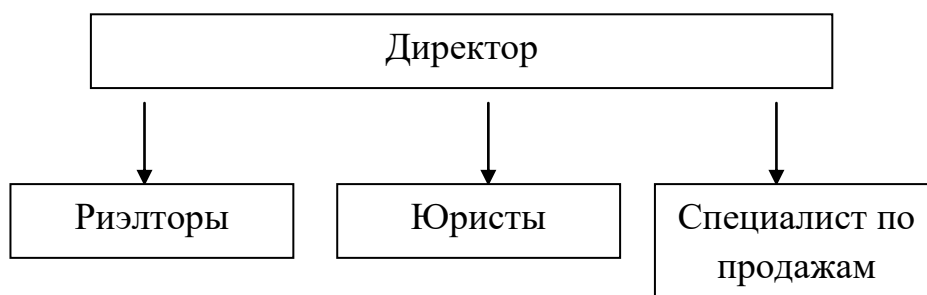 Директор
Риэлторы
Юристы
Специалист по
продажам